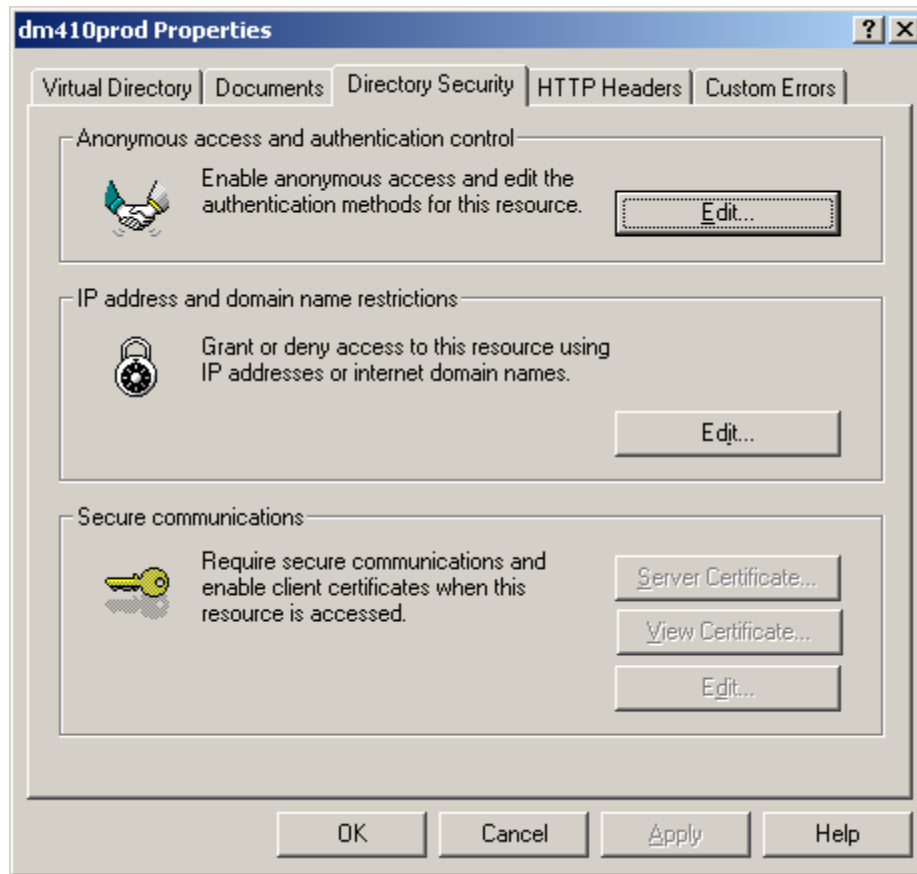 dm410prod Properties
Virtual Directory Documents Directory Security HTTP Headers Custom Errors
Anonymous access and authentication control
Enable anonymous access and edit the
authentication methods for this resource.
Edit...
IP address and domain name restrictions
Grant or deny access to this resource using
IP addresses or internet domain names.
Edit...
Secure communications
Require secure communications and
enable client certificates when this
resource is accessed.
Server Certificate...
View Certificate...
Edit...
OK Cancel Apply Help